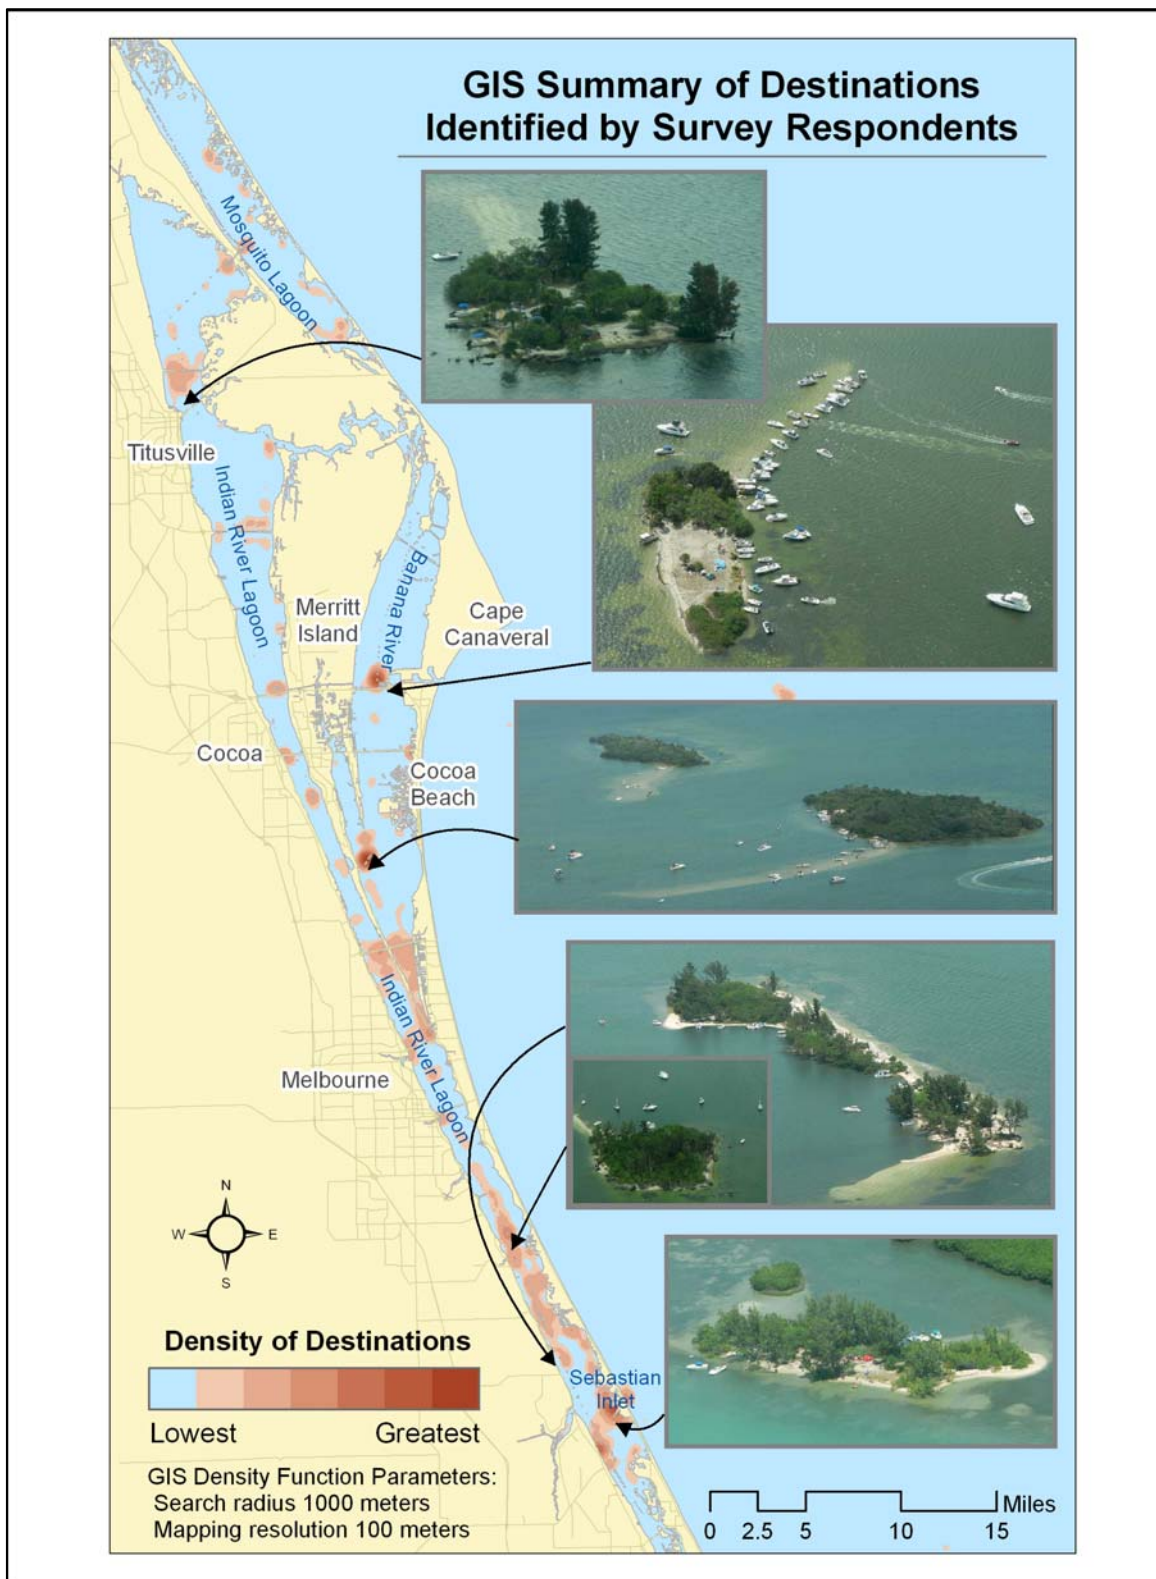 GIS Summary of Destinations
Identified by Survey Respondents
Mosquito Lagoon
Titusville
Indian River Lagoon
Banana River
Merritt
Island
Cape
Canaveral
Cocoa
Cocoa
Beach
Indian River Lagoon
Melbourne
N
W
E
S
Density of Destinations
Lowest
Greatest
Sebastian
Inlet
GIS Density Function Parameters:
Search radius 1000 meters
Mapping resolution 100 meters
Miles
0 2.5 5 10 15